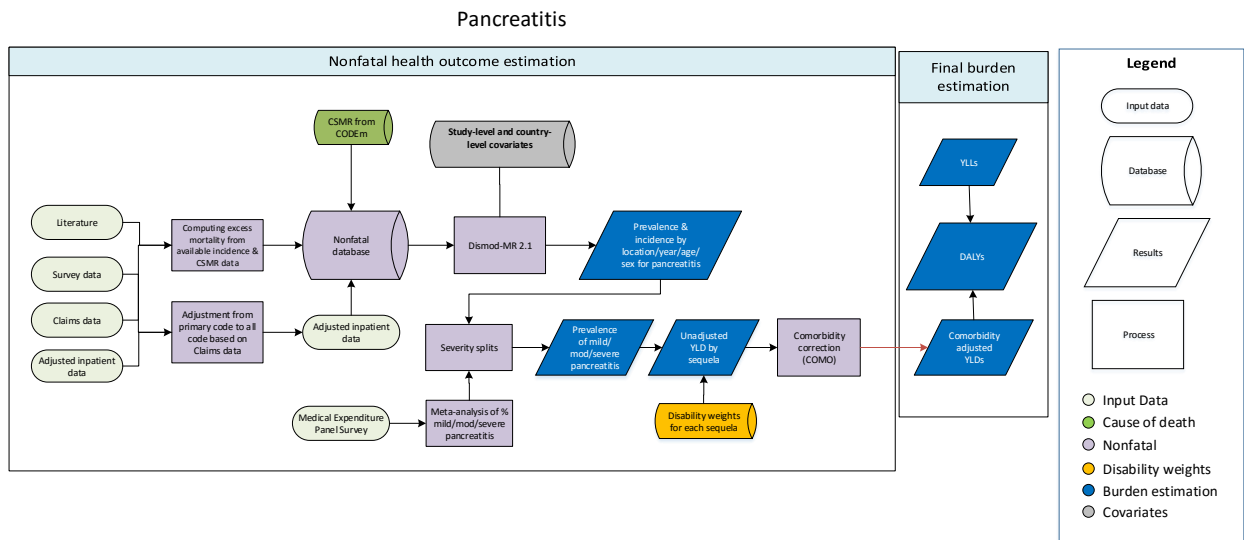 Pancreatitis
Nonfatal health outcome estimation
Final burden
estimation
Legend
CSMR from
CODEm
Study-level and country-
level covariates
Input data
YLLs
Database
Literature
Computing excess
mortality from
available incidence &
CSMR data
Nonfatal
database
Dismod-MR 2.1
Prevalence &
incidence by
location/year/age/
sex for pancreatitis
DALYs
Results
Survey data
Claims data
Adjusted inpatient
data
Adjustment from
primary code to all
code based on
Claims data
Adjusted inpatient
data
Severity splits
Prevalence
of mild/
mod/severe
pancreatitis
Unadjusted
YLD by
sequela
Comorbidity
correction
(COMO)
Comorbidity
adjusted
YLDs
Process
Medical Expenditure
Panel Survey
Meta-analysis of %
mild/mod/severe
pancreatitis
Disability weights
for each sequela
Input Data
Cause of death
Nonfatal
Disability weights
Burden estimation
Covariates